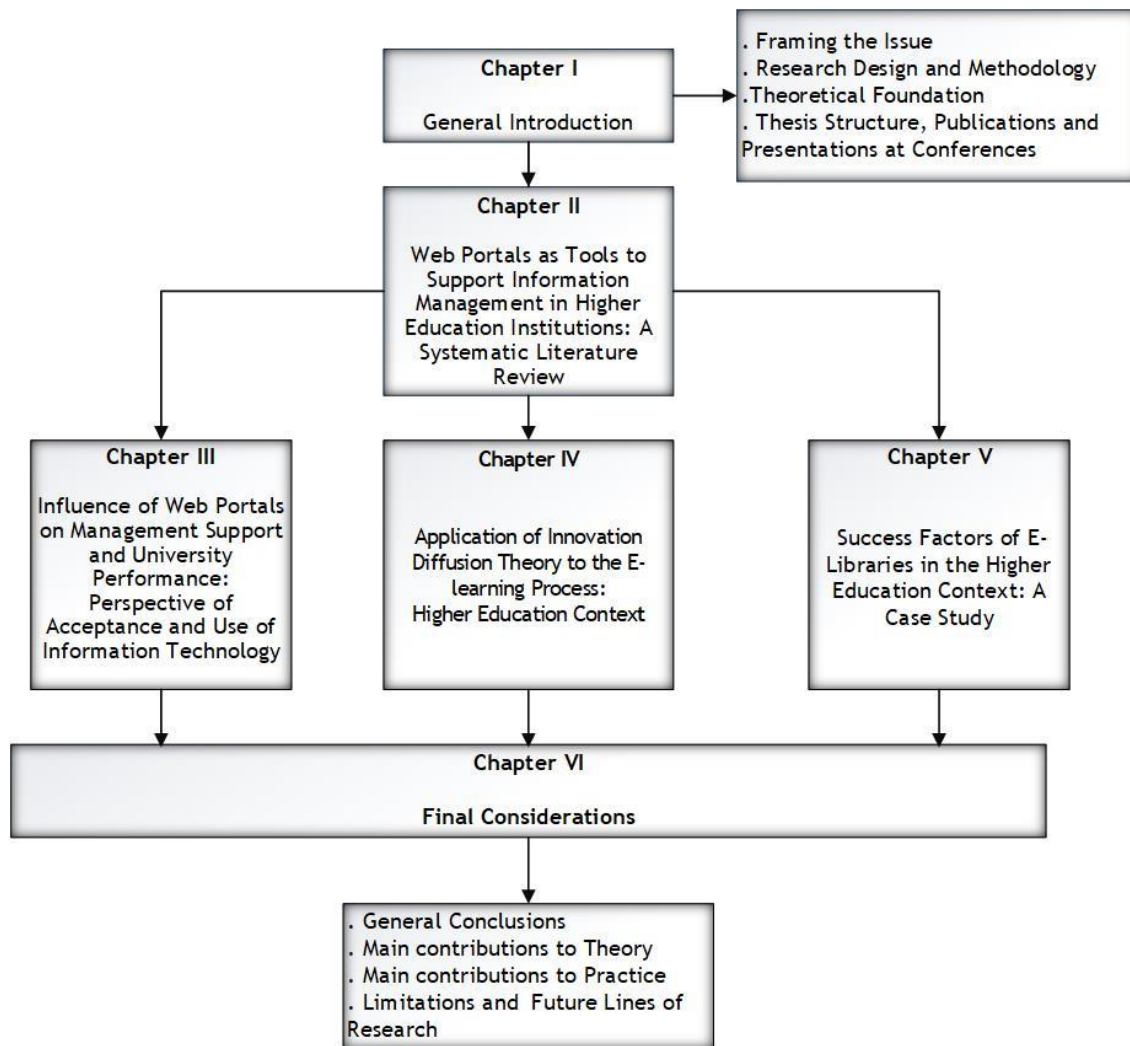 Chapter I
General Introduction
. Framing the Issue
. Research Design and Methodology
.Theoretical Foundation
. Thesis Structure, Publications and
Presentations at Conferences
Chapter II
Web Portals as Tools to
Support Information
Management in Higher
Education Institutions: A
Systematic Literature
Review
Chapter III
Influence of Web Portals
on Management Support
and University
Performance:
Perspective of
Acceptance and Use of
Information Technology
Chapter IV
Application of Innovation
Diffusion Theory to the E-
learning Process:
Higher Education Context
Chapter V
Success Factors of E-
Libraries in the Higher
Education Context: A
Case Study
Chapter VI
Final Considerations
. General Conclusions
. Main contributions to Theory
. Main contributions to Practice
. Limitations and Future Lines of
Research